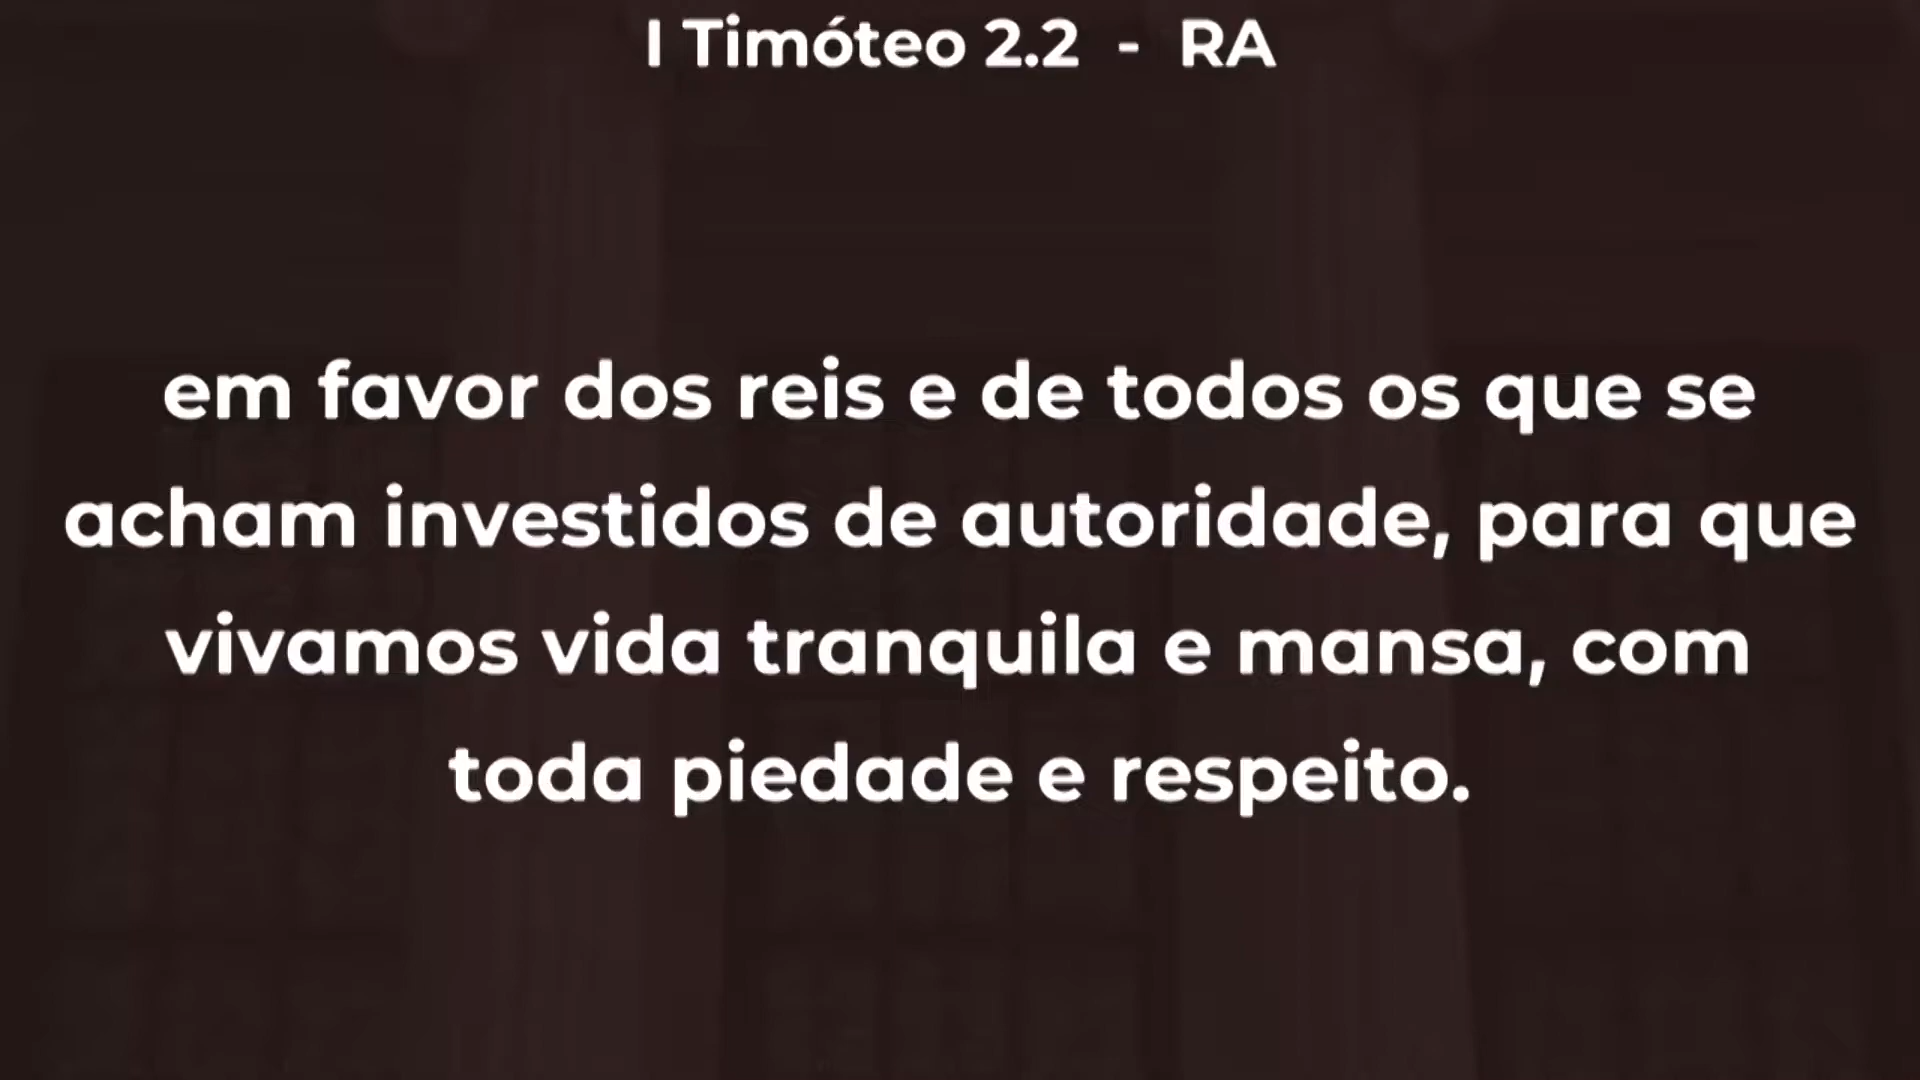 I Timóteo 2.2 - RA
em favor dos reis e de todos os que se
acham investidos de autoridade, para que
vivamos vida tranquila e mansa, com
toda piedade e respeito.